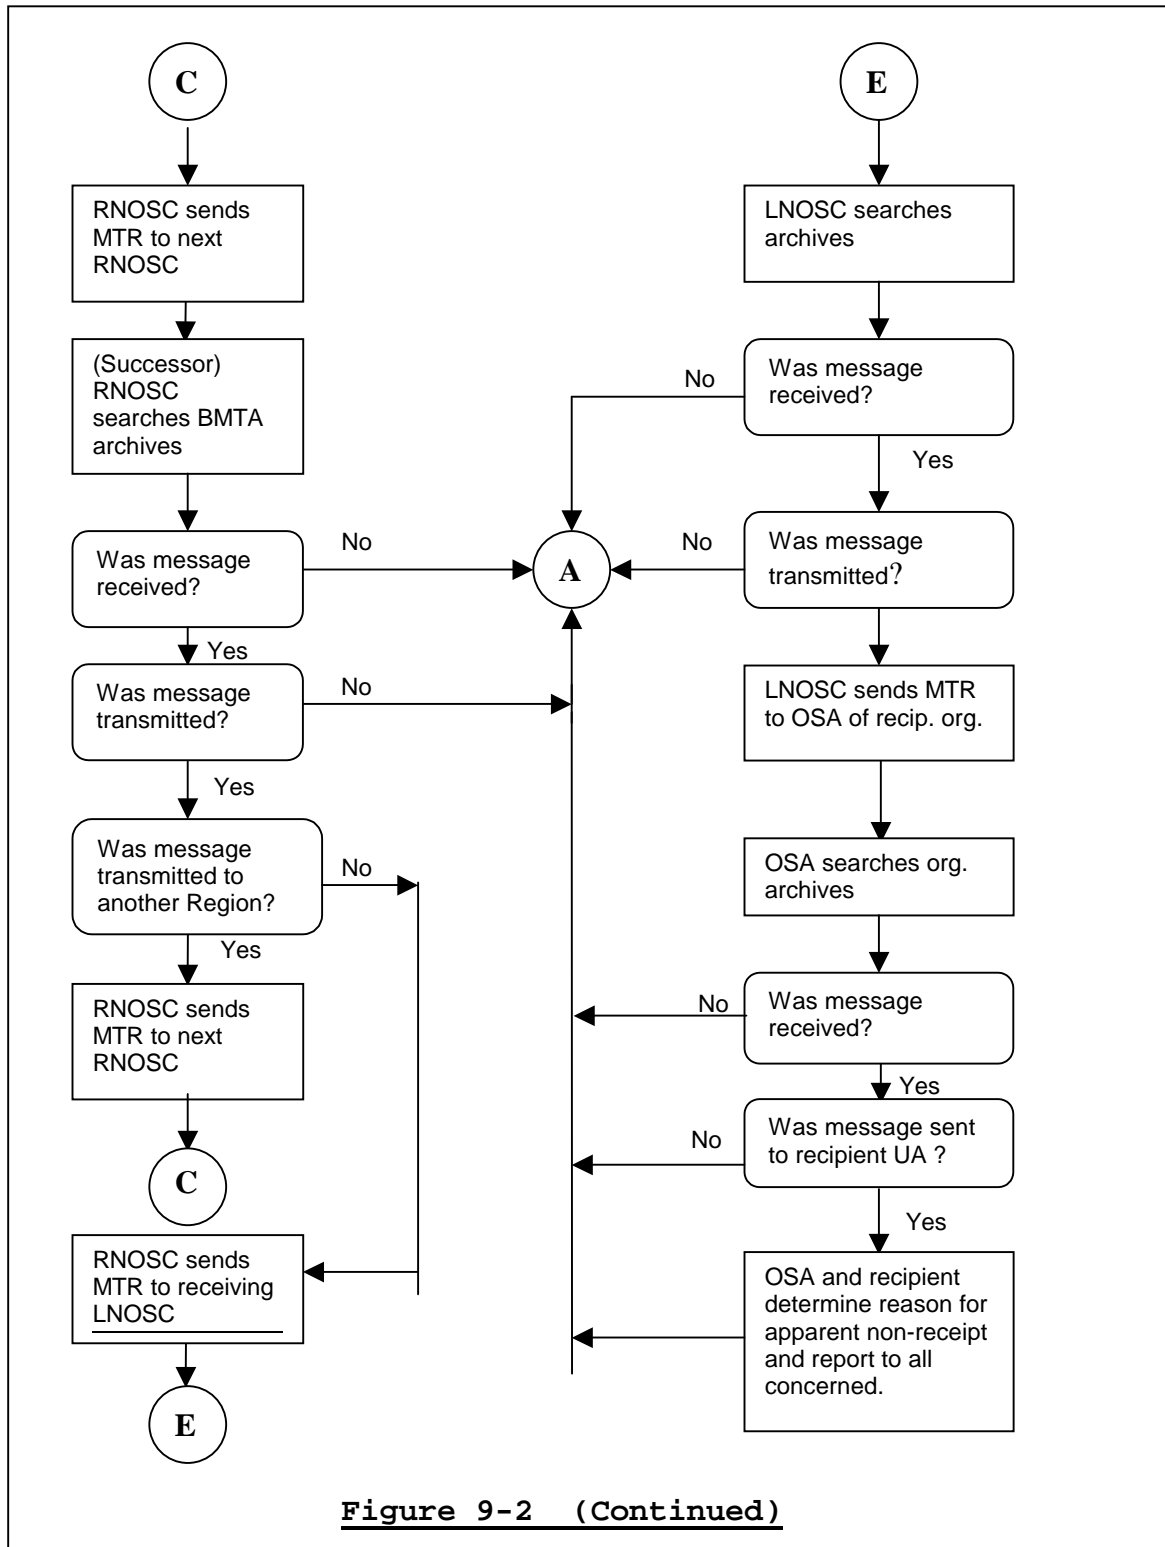 C
RNOSC sends
MTR to next
RNOSC
(Successor)
RNOSC
searches BMTA
archives
Was message
received?
No
Yes
Was message
transmitted?
No
Yes
Was message
transmitted to
another Region?
No
Yes
RNOSC sends
MTR to next
RNOSC
C
RNOSC sends
MTR to receiving
LNOSC
E
A
E
LNOSC searches
archives
Was message
received?
No
Yes
Was message
transmitted?
No
LNOSC sends MTR
to OSA of recip. org.
OSA searches org.
archives
Was message
received?
No
Yes
Was message sent
to recipient UA ?
No
Yes
OSA and recipient
determine reason for
apparent non-receipt
and report to all
concerned.
Figure 9-2 (Continued)